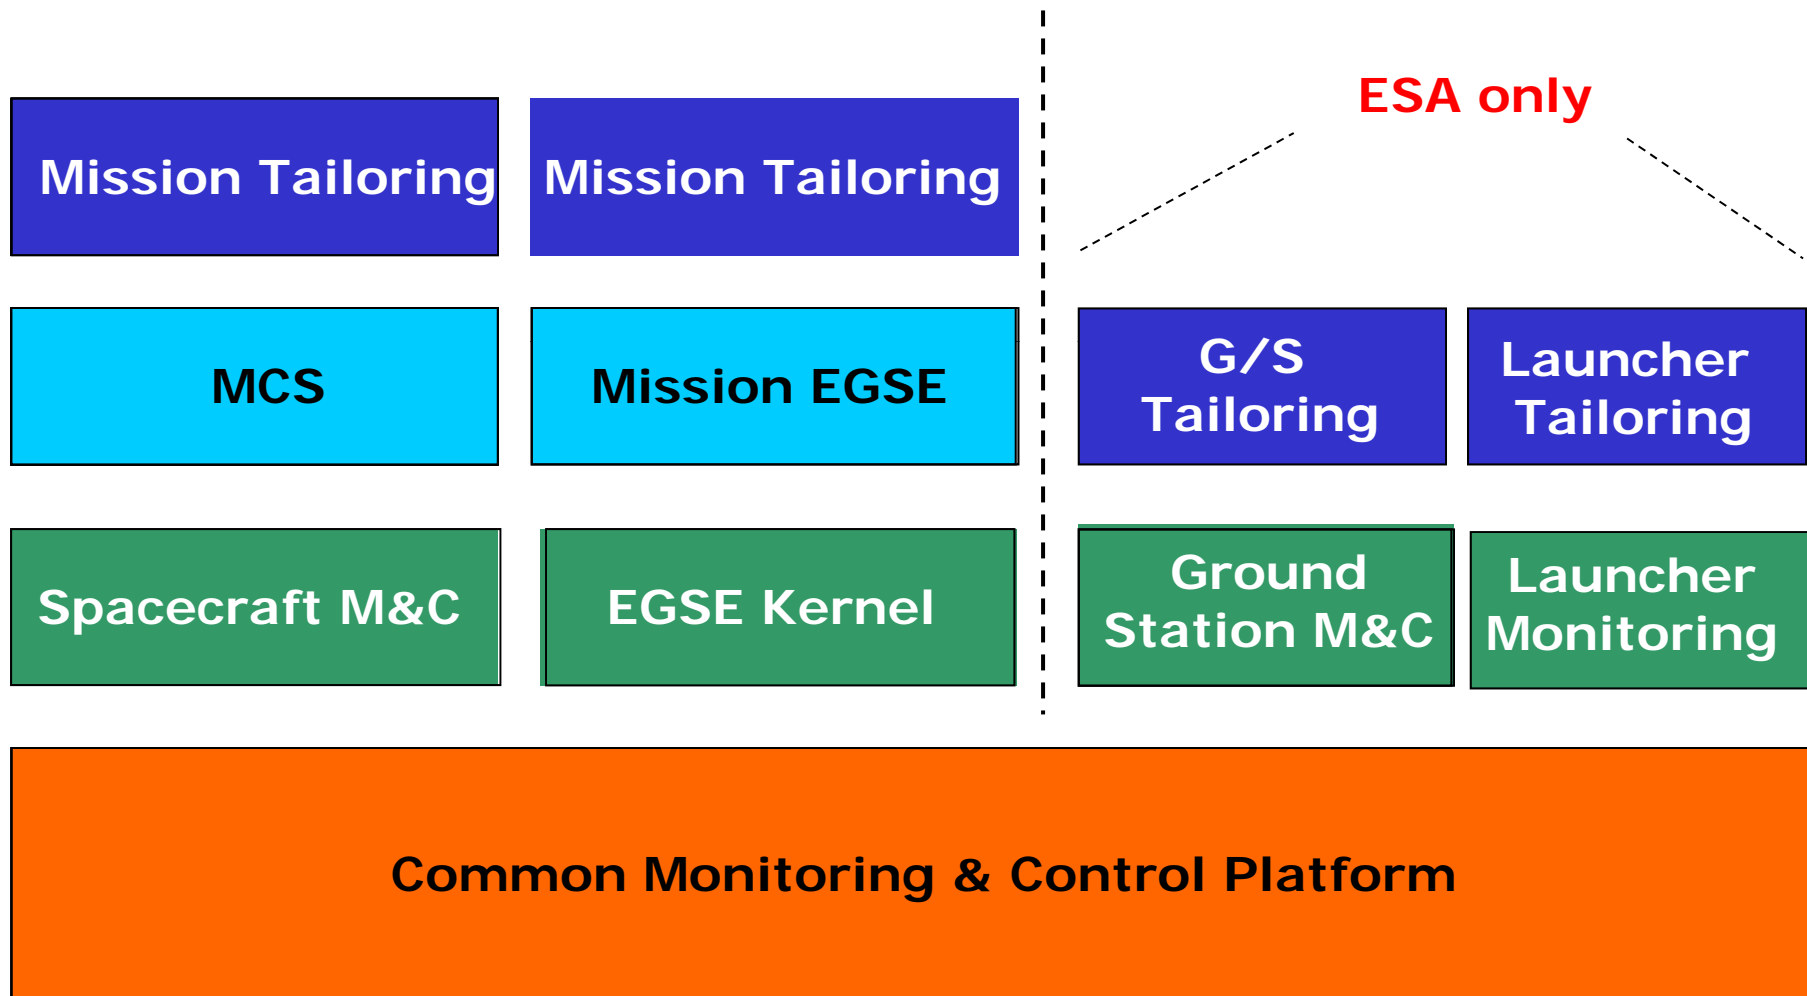 ESA only
Mission Tailoring
Mission Tailoring
MCS
Mission EGSE
G/S
Tailoring
Launcher
Tailoring
Spacecraft M&C
EGSE Kernel
Ground
Station M&C
Launcher
Monitoring
Common Monitoring & Control Platform